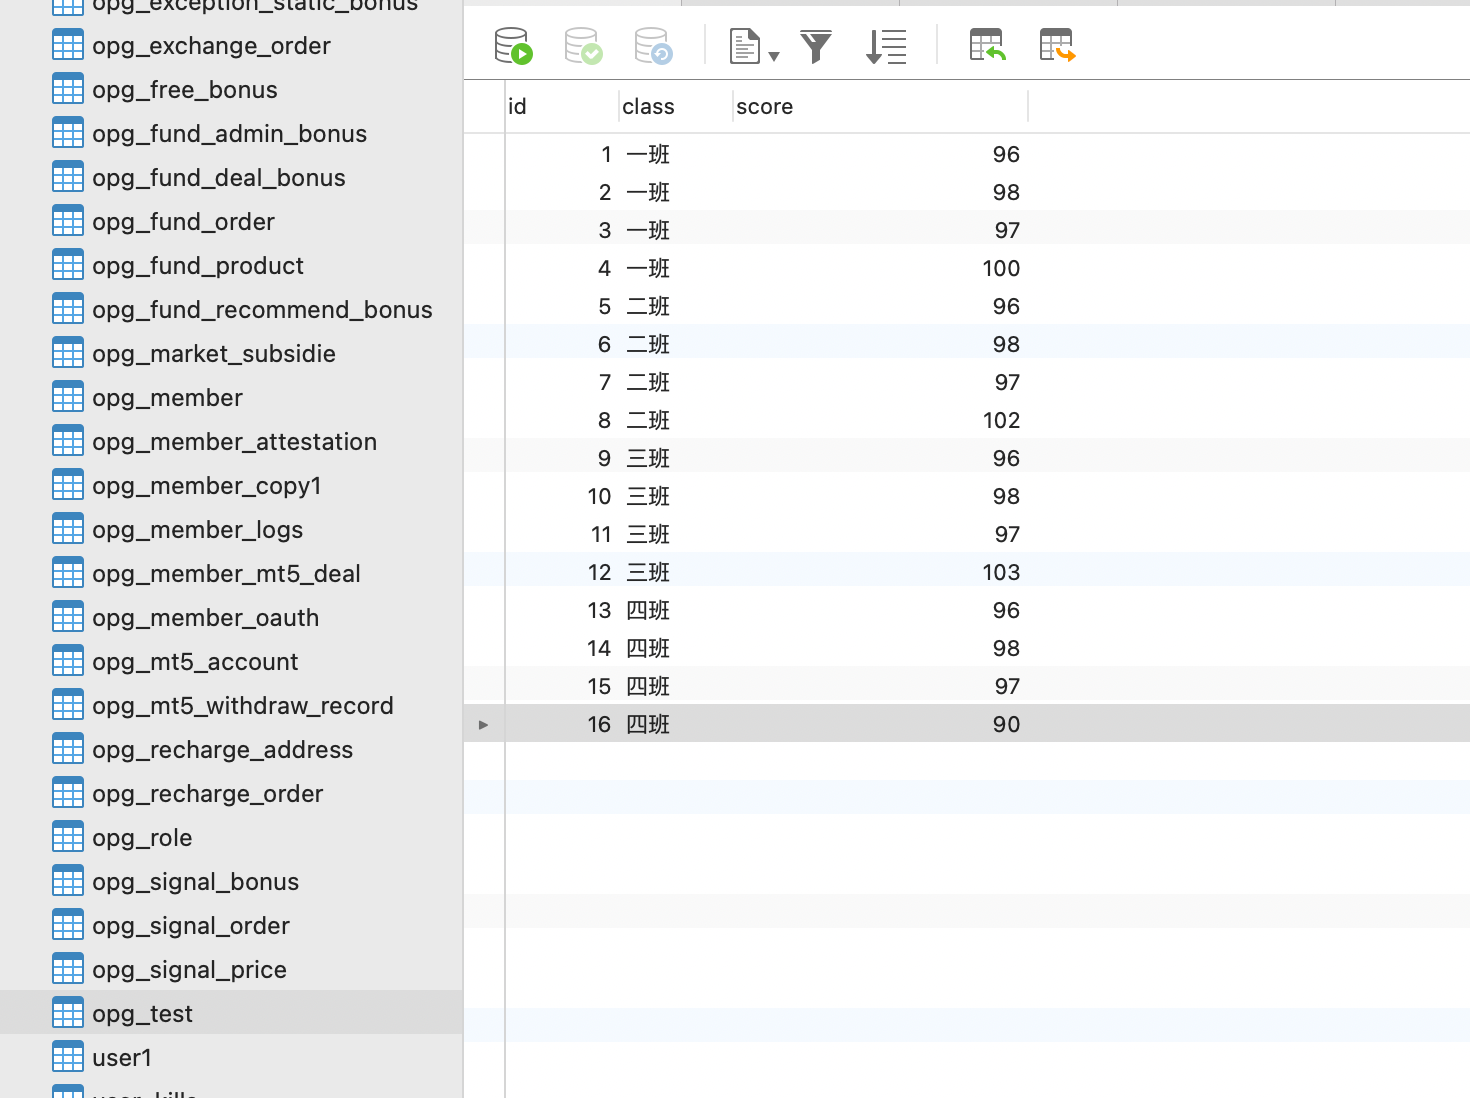 opg_exception_static_bonus
opg_exchange_order
opg_free_bonus
opg_fund_admin_bonus
opg_fund_deal_bonus
opg_fund_order
opg_fund_product
opg_fund_recommend_bonus
opg_market_subsidie
opg_member
opg_member_attestation
opg_member_copy1
opg_member_logs
opg_member_mt5_deal
opg_member_oauth
opg_mt5_account
opg_mt5_withdraw_record
opg_recharge_address
opg_recharge_order
opg_role
opg_signal_bonus
opg_signal_order
opg_signal_price
opg_test
user1
id class score
1 一班 96
2 一班 98
3 一班 97
4 一班 100
5 二班 96
6 二班 98
7 二班 97
8 二班 102
9 三班 96
10 三班 98
11 三班 97
12 三班 103
13 四班 96
14 四班 98
15 四班 97
16 四班 90